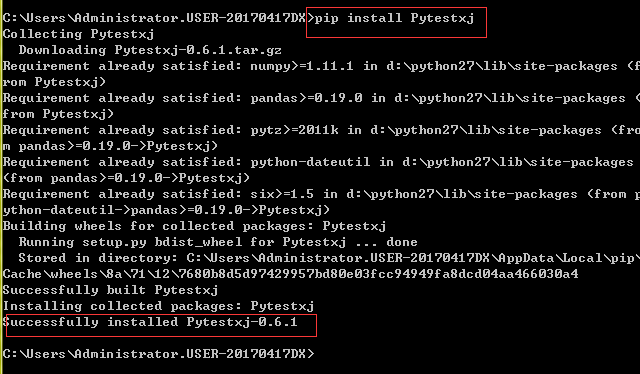 C:\Users\Administrator.USER-20170417DX>pip install Pytestxj
Collecting Pytestxj
  Downloading Pytestxj-0.6.1.tar.gz
Requirement already satisfied: numpy>=1.11.1 in d:\python27\lib\site-packages (f
rom Pytestxj)
Requirement already satisfied: pandas>=0.19.0 in d:\python27\lib\site-packages (
from Pytestxj)
Requirement already satisfied: pytz>=2011k in d:\python27\lib\site-packages (fro
m pandas>=0.19.0->Pytestxj)
Requirement already satisfied: python-dateutil in d:\python27\lib\site-packages
(from pandas>=0.19.0->Pytestxj)
Requirement already satisfied: six>=1.5 in d:\python27\lib\site-packages (from p
ython-dateutil->pandas>=0.19.0->Pytestxj)
Building wheels for collected packages: Pytestxj
  Running setup.py bdist_wheel for Pytestxj ... done
  Stored in directory: C:\Users\Administrator.USER-20170417DX\AppData\Local\pip\
Cache\wheels\8a\71\12\7680b8d5d97429957bd80e03fcc94949fa8dcd04aa466030a4
Successfully built Pytestxj
Installing collected packages: Pytestxj
Successfully installed Pytestxj-0.6.1
C:\Users\Administrator.USER-20170417DX>